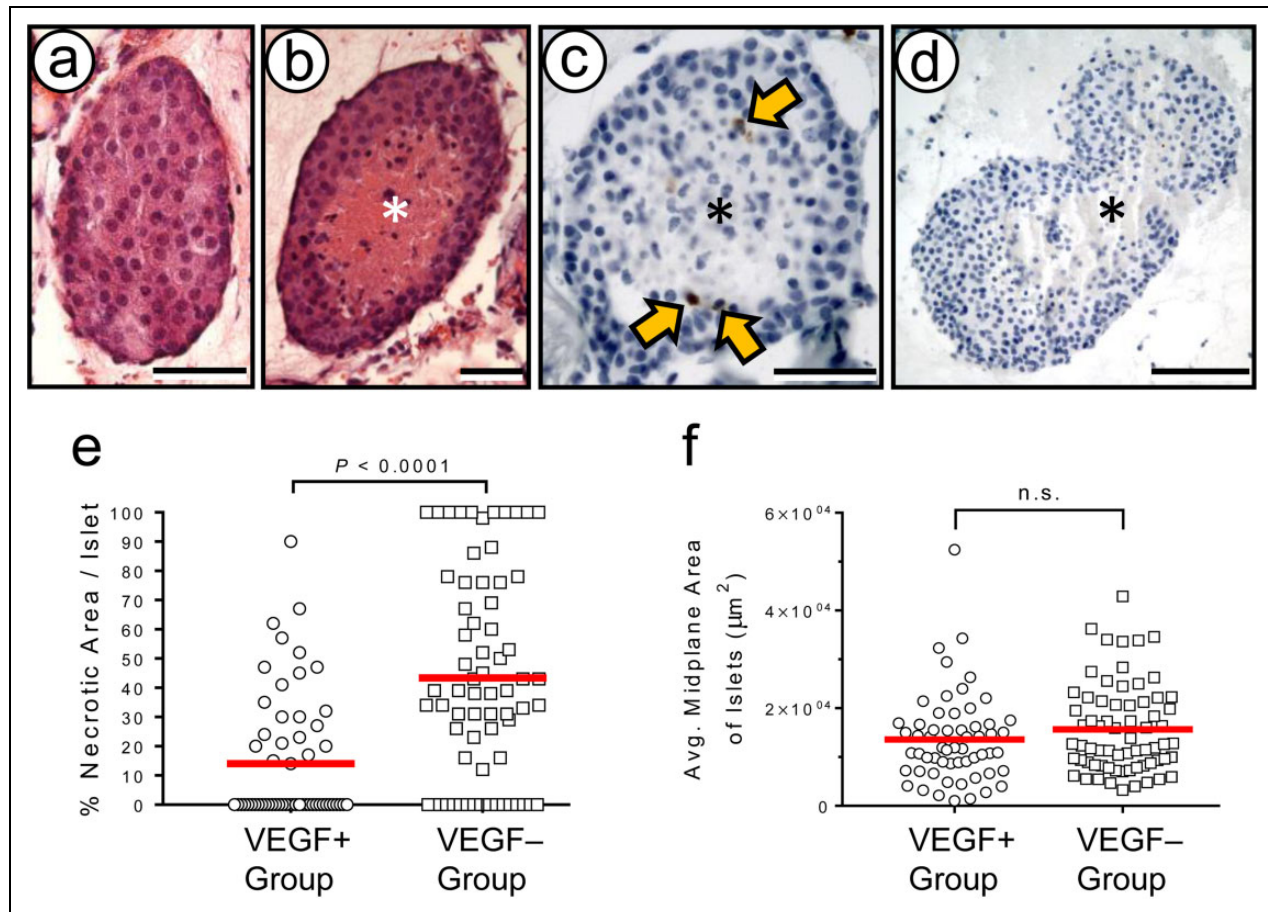 a
b
c
d
*
*
*
*
e
P < 0.0001
% Necrotic Area / Islet
100
90
80
70
60
50
40
30
20
10
0
VEGF+
Group
VEGF–
Group
f
n.s.
Avg. Midplane Area
of Islets (μm²)
6×10⁰⁴
4×10⁰⁴
2×10⁰⁴
0
VEGF+
Group
VEGF–
Group